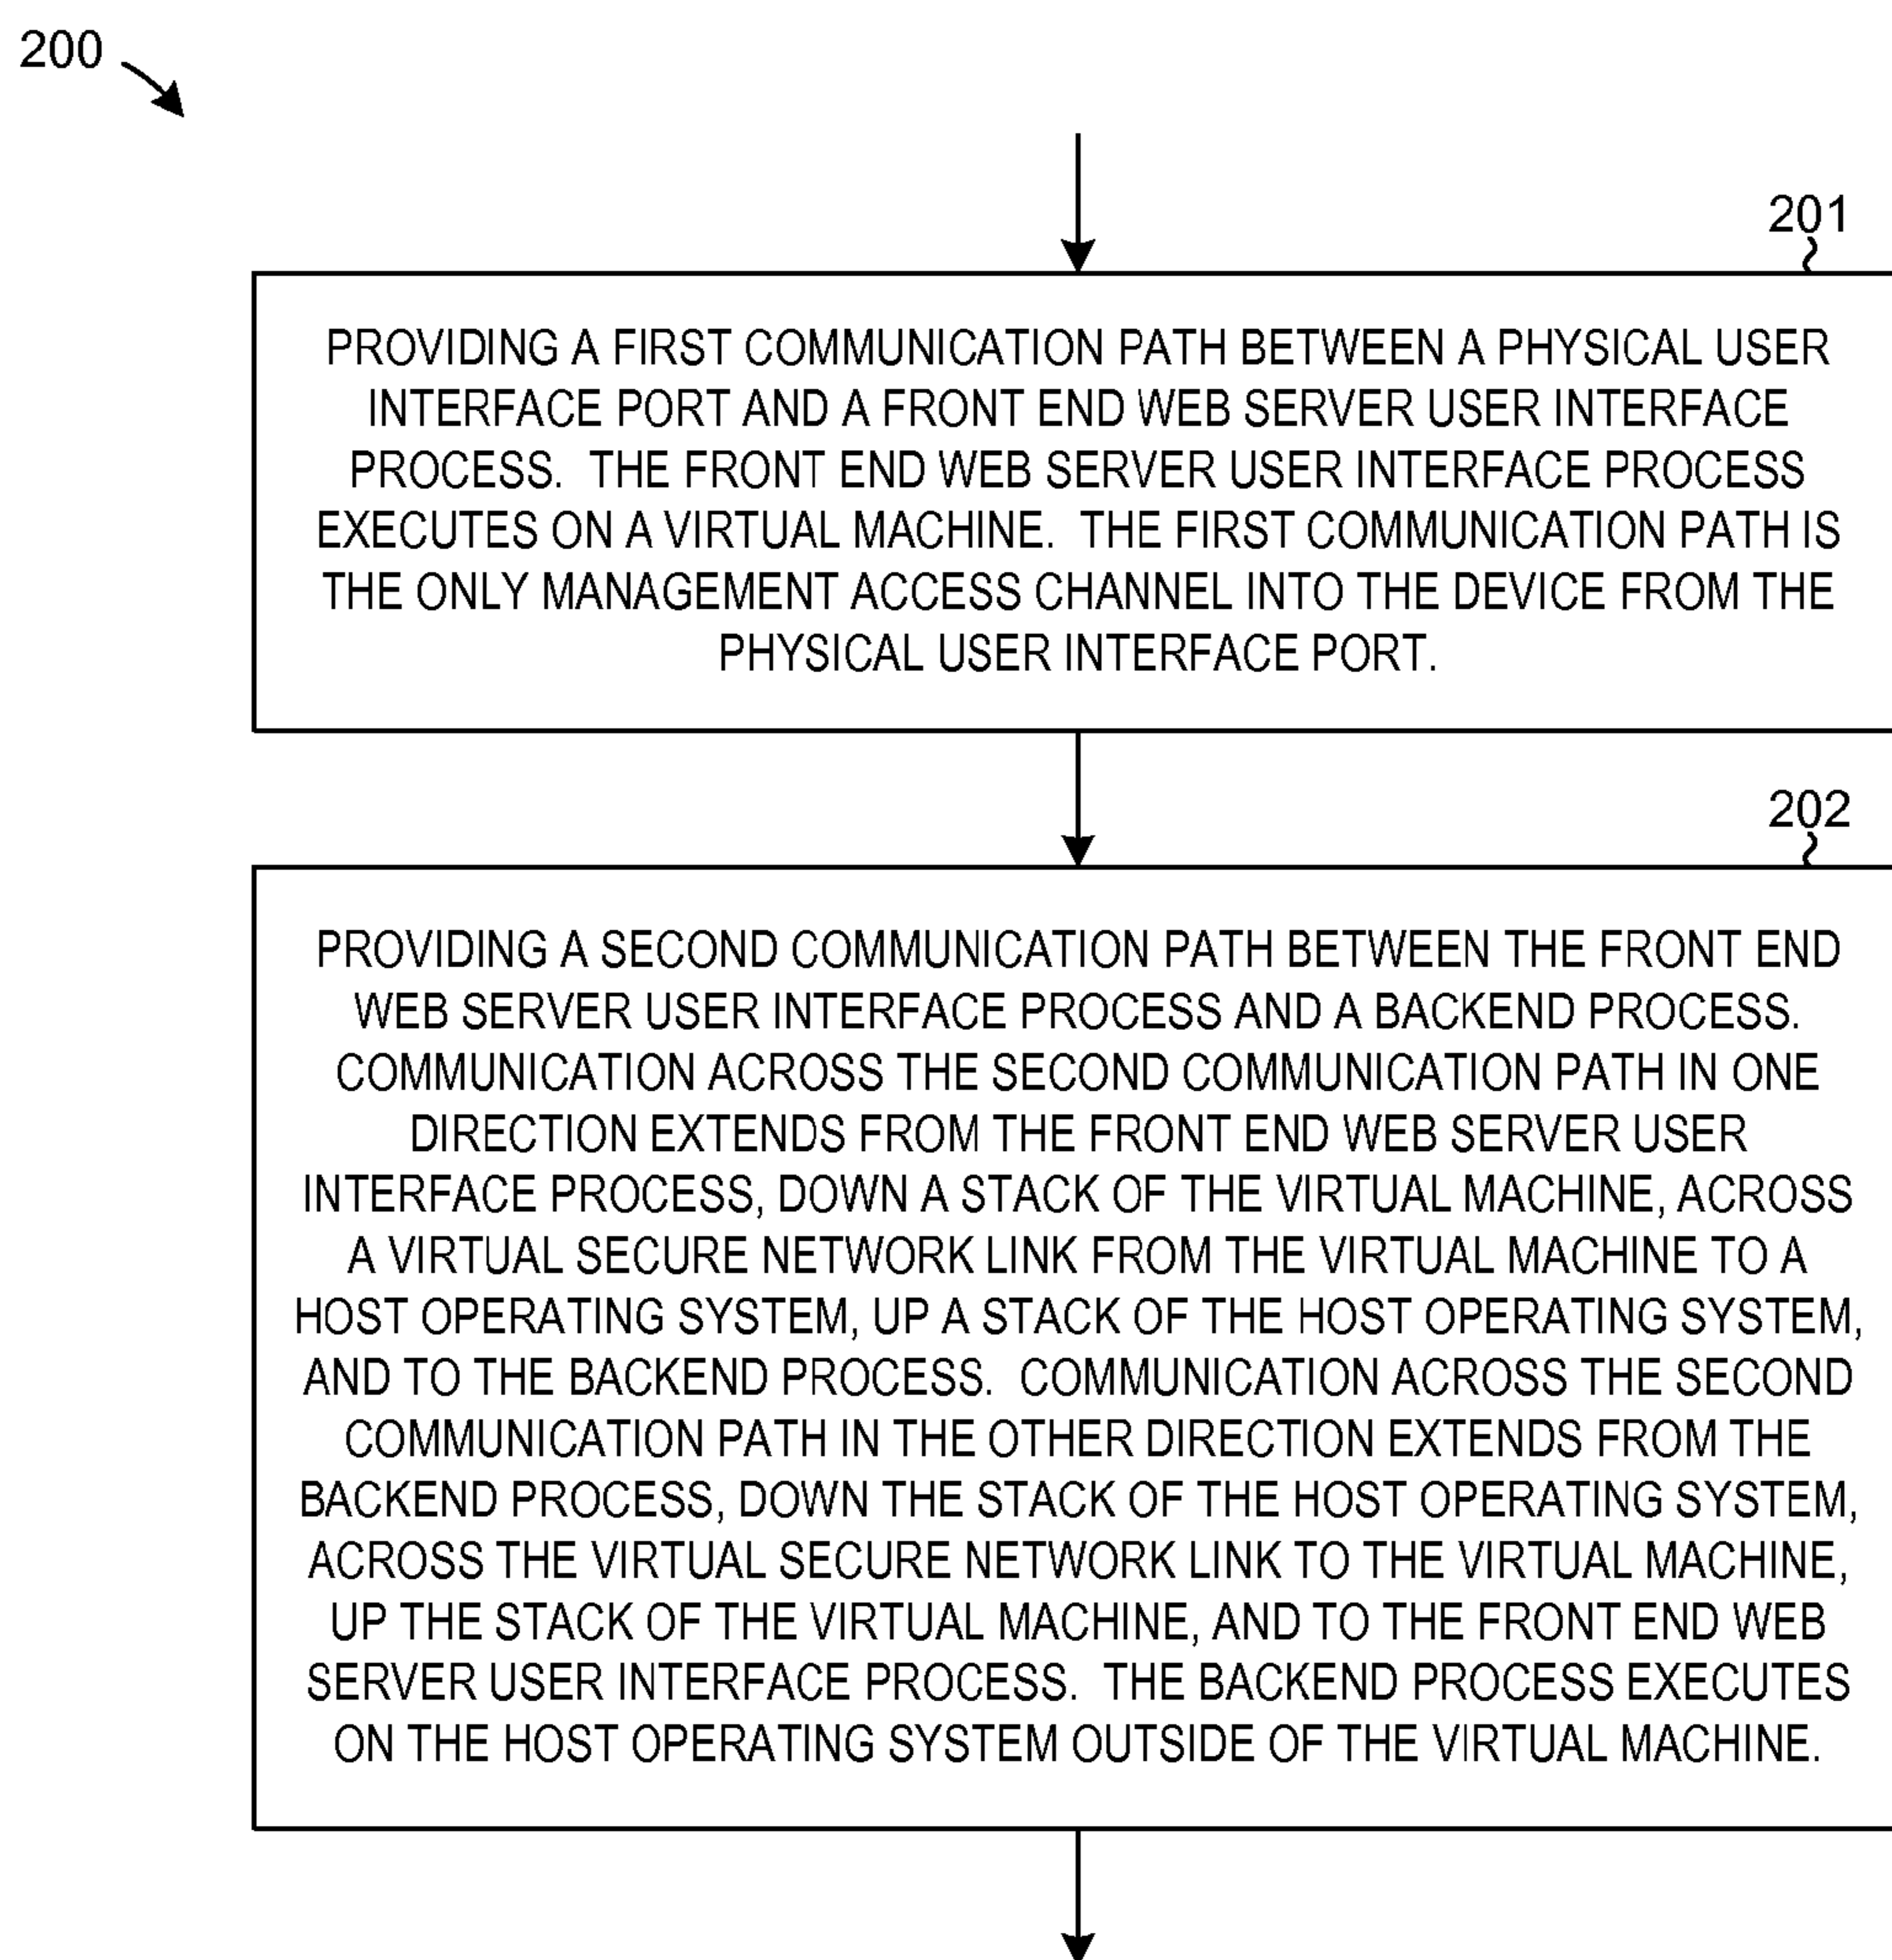 200
201
PROVIDING A FIRST COMMUNICATION PATH BETWEEN A PHYSICAL USER
INTERFACE PORT AND A FRONT END WEB SERVER USER INTERFACE
PROCESS. THE FRONT END WEB SERVER USER INTERFACE PROCESS
EXECUTES ON A VIRTUAL MACHINE. THE FIRST COMMUNICATION PATH IS
THE ONLY MANAGEMENT ACCESS CHANNEL INTO THE DEVICE FROM THE
PHYSICAL USER INTERFACE PORT.
202
PROVIDING A SECOND COMMUNICATION PATH BETWEEN THE FRONT END
WEB SERVER USER INTERFACE PROCESS AND A BACKEND PROCESS.
COMMUNICATION ACROSS THE SECOND COMMUNICATION PATH IN ONE
DIRECTION EXTENDS FROM THE FRONT END WEB SERVER USER
INTERFACE PROCESS, DOWN A STACK OF THE VIRTUAL MACHINE, ACROSS
A VIRTUAL SECURE NETWORK LINK FROM THE VIRTUAL MACHINE TO A
HOST OPERATING SYSTEM, UP A STACK OF THE HOST OPERATING SYSTEM,
AND TO THE BACKEND PROCESS. COMMUNICATION ACROSS THE SECOND
COMMUNICATION PATH IN THE OTHER DIRECTION EXTENDS FROM THE
BACKEND PROCESS, DOWN THE STACK OF THE HOST OPERATING SYSTEM,
ACROSS THE VIRTUAL SECURE NETWORK LINK TO THE VIRTUAL MACHINE,
UP THE STACK OF THE VIRTUAL MACHINE, AND TO THE FRONT END WEB
SERVER USER INTERFACE PROCESS. THE BACKEND PROCESS EXECUTES
ON THE HOST OPERATING SYSTEM OUTSIDE OF THE VIRTUAL MACHINE.